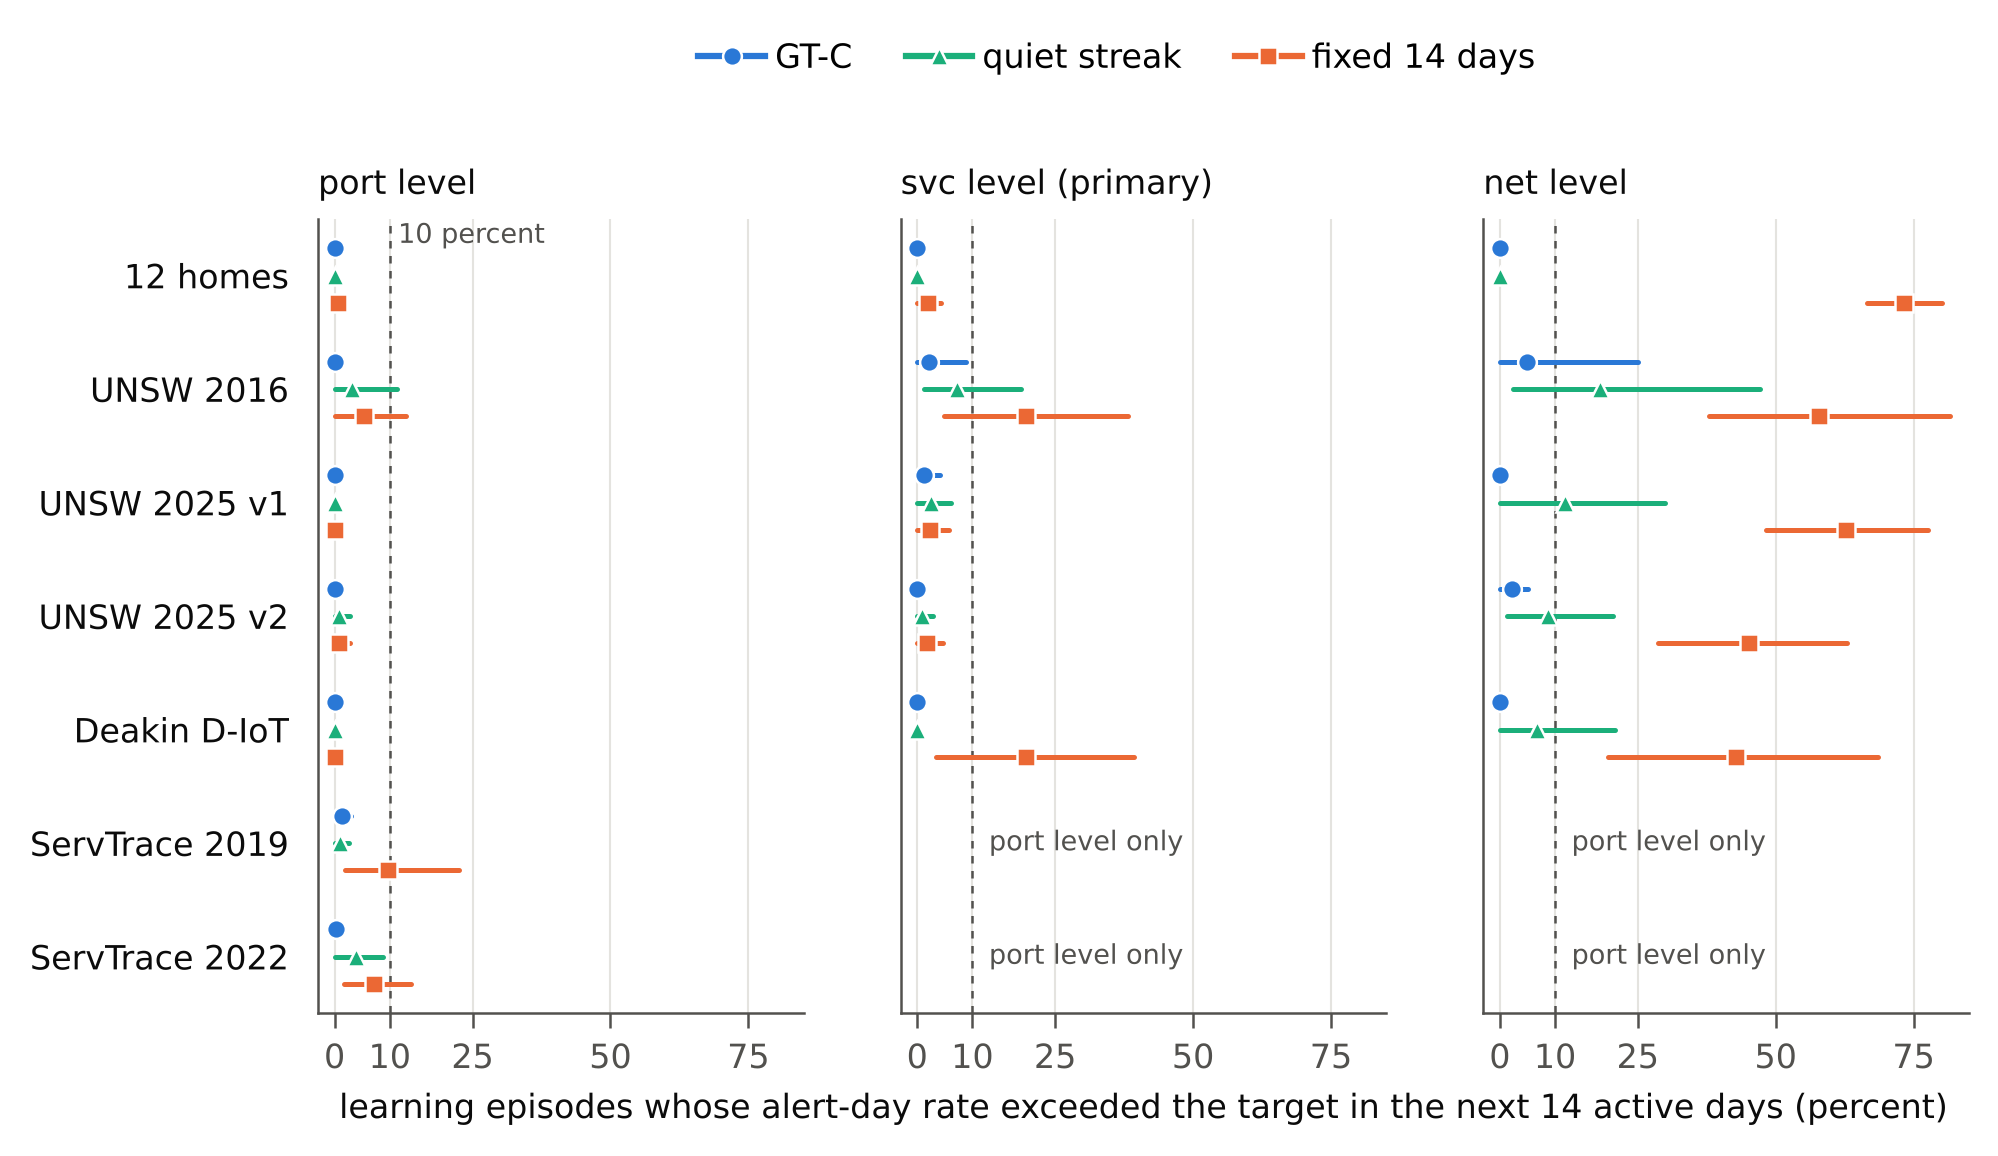 GT-C quiet streak fixed 14 days
port level svc level (primary) net level
10 percent
12 homes
UNSW 2016
UNSW 2025 v1
UNSW 2025 v2
Deakin D-IoT
ServTrace 2019 port level only port level only
ServTrace 2022 port level only port level only
0 10 25 50 75 0 10 25 50 75 0 10 25 50 75
learning episodes whose alert-day rate exceeded the target in the next 14 active days (percent)